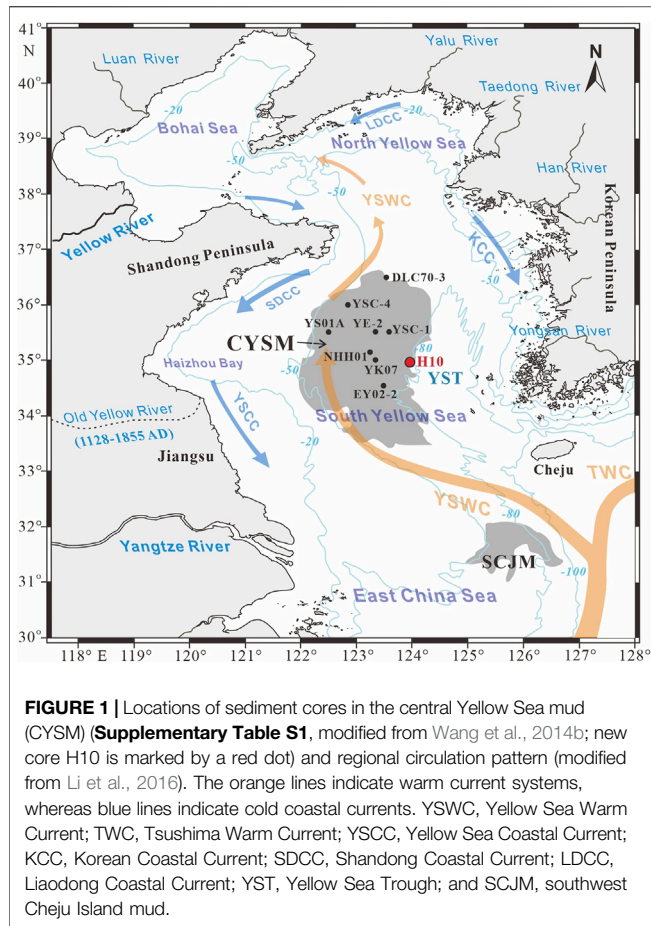 41°
N
40°
39°
38°
37°
36°
35°
34°
33°
32°
31°
30°
Luan River
Yalu River
N
Taedong River
-20
-20
Bohai Sea
LDCC
North Yellow Sea
-50
Han River
-50
YSWC
Korean Peninsula
Yellow River
KCC
Shandong Peninsula
-50
DLC70-3
SDCC
YSC-4
YS01A
YE-2
YSC-1
Yongsan River
CYSM
-80
NHH01
H10
Haizhou Bay
-50
YK07
YST
EY02-2
YSCC
South Yellow Sea
Old Yellow River
(1128-1855 AD)
-20
Jiangsu
Cheju
TWC
YSWC
-80
Yangtze River
SCJM
-100
East China Sea
118° E
119°
120°
121°
122°
123°
124°
125°
126°
127°
128°
FIGURE 1 | Locations of sediment cores in the central Yellow Sea mud
(CYSM) (Supplementary Table S1, modified from Wang et al., 2014b; new
core H10 is marked by a red dot) and regional circulation pattern (modified
from Li et al., 2016). The orange lines indicate warm current systems,
whereas blue lines indicate cold coastal currents. YSWC, Yellow Sea Warm
Current; TWC, Tsushima Warm Current; YSCC, Yellow Sea Coastal Current;
KCC, Korean Coastal Current; SDCC, Shandong Coastal Current; LDCC,
Liaodong Coastal Current; YST, Yellow Sea Trough; and SCJM, southwest
Cheju Island mud.